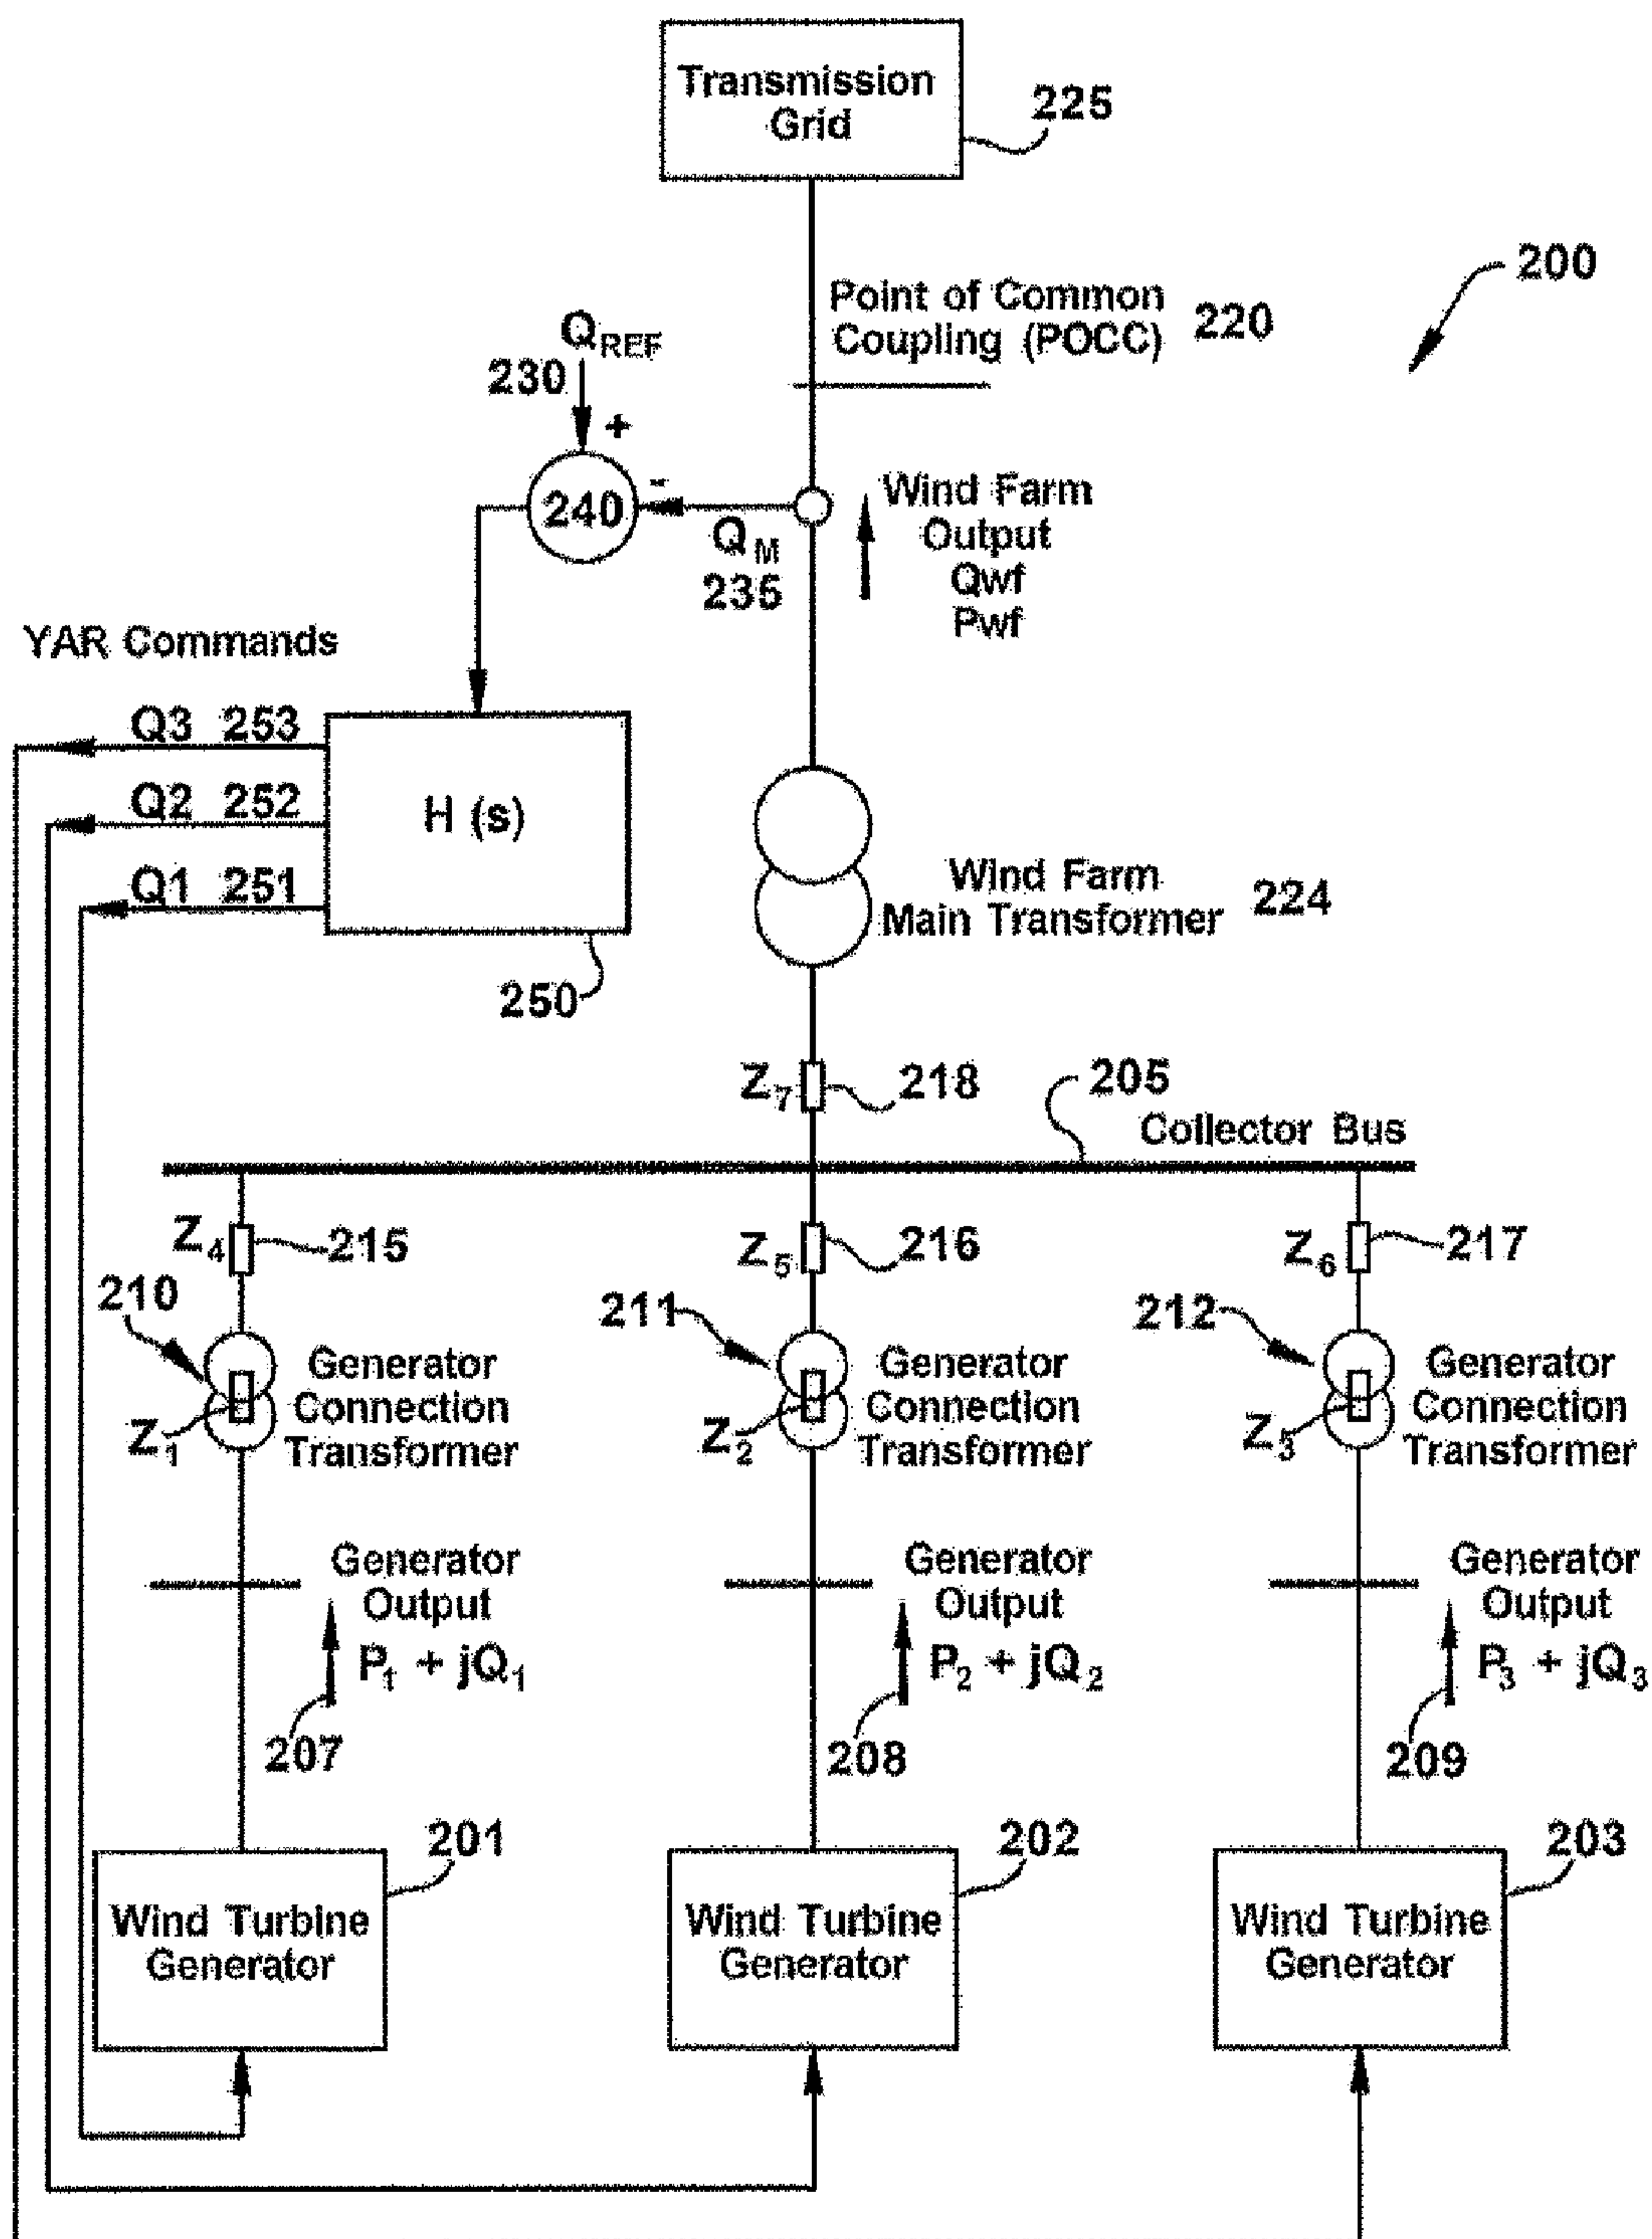 Transmission
Grid
225
200
Point of Common
Coupling (POCC) 220
Q REF
230
+
240
-
Q M
235
Wind Farm
Output
Qwf
Pwf
YAR Commands
Q3 253
Q2 252
Q1 251
H (s)
250
Wind Farm
Main Transformer 224
Z7
218
205
Collector Bus
Z4
215
Z5
216
Z6
217
210
Generator
Connection
Transformer
Z1
211
Generator
Connection
Transformer
Z2
212
Generator
Connection
Transformer
Z3
Generator
Output
P1 + jQ1
207
Generator
Output
P2 + jQ2
208
Generator
Output
P3 + jQ3
209
201
Wind Turbine
Generator
202
Wind Turbine
Generator
203
Wind Turbine
Generator